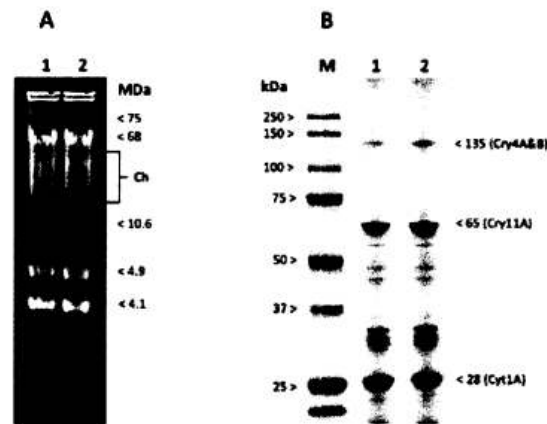 A
B
1 2
MDa
< 75
< 68
Ch
< 10.6
< 4.9
< 4.1
kDa
M 1 2
250 >
150 >
100 >
75 >
50 >
37 >
25 >
< 135 (Cry4A&B)
< 65 (Cry11A)
< 28 (Cyt1A)